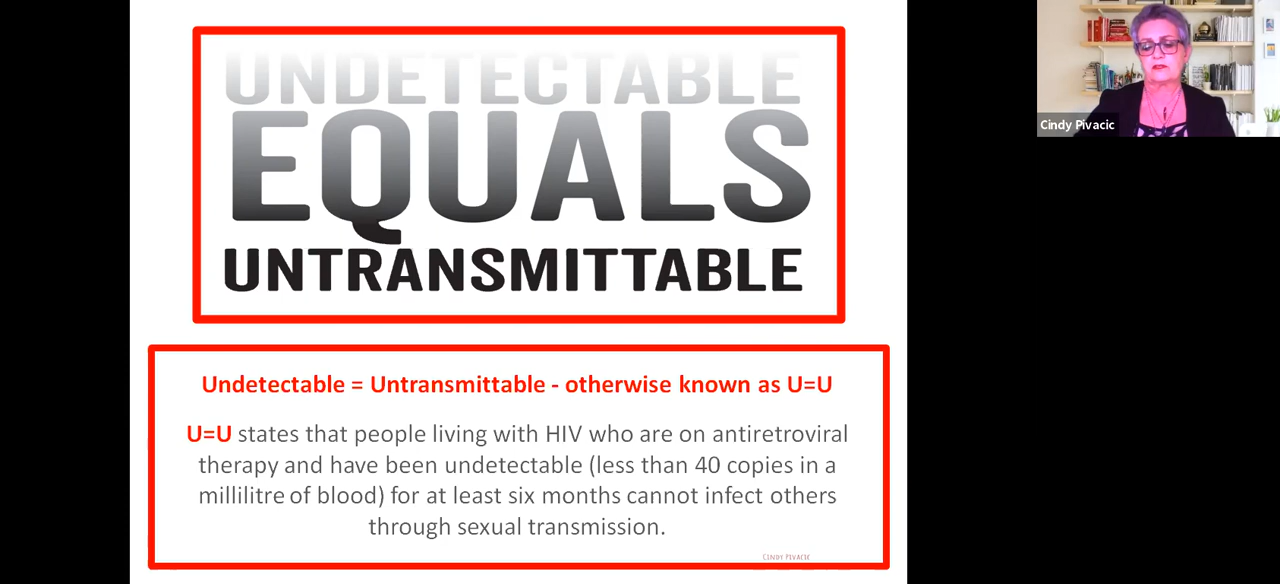 UNDETECTABLE
EQUALS
UNTRANSMITTABLE
Undetectable = Untransmittable - otherwise known as U=U
U=U states that people living with HIV who are on antiretroviral
therapy and have been undetectable (less than 40 copies in a
millilitre of blood) for at least six months cannot infect others
through sexual transmission.
Cindy Pivacic
Cindy Pivacic